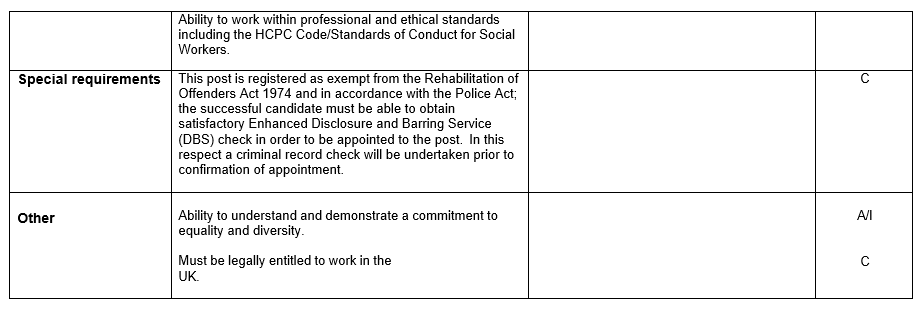 Ability to work within professional and ethical standards
including the HCPC Code/Standards of Conduct for Social
Workers.
Special requirements
This post is registered as exempt from the Rehabilitation of
Offenders Act 1974 and in accordance with the Police Act;
the successful candidate must be able to obtain
satisfactory Enhanced Disclosure and Barring Service
(DBS) check in order to be appointed to the post.  In this
respect a criminal record check will be undertaken prior to
confirmation of appointment.
C
Other
Ability to understand and demonstrate a commitment to
equality and diversity.
A/I
Must be legally entitled to work in the
UK.
C